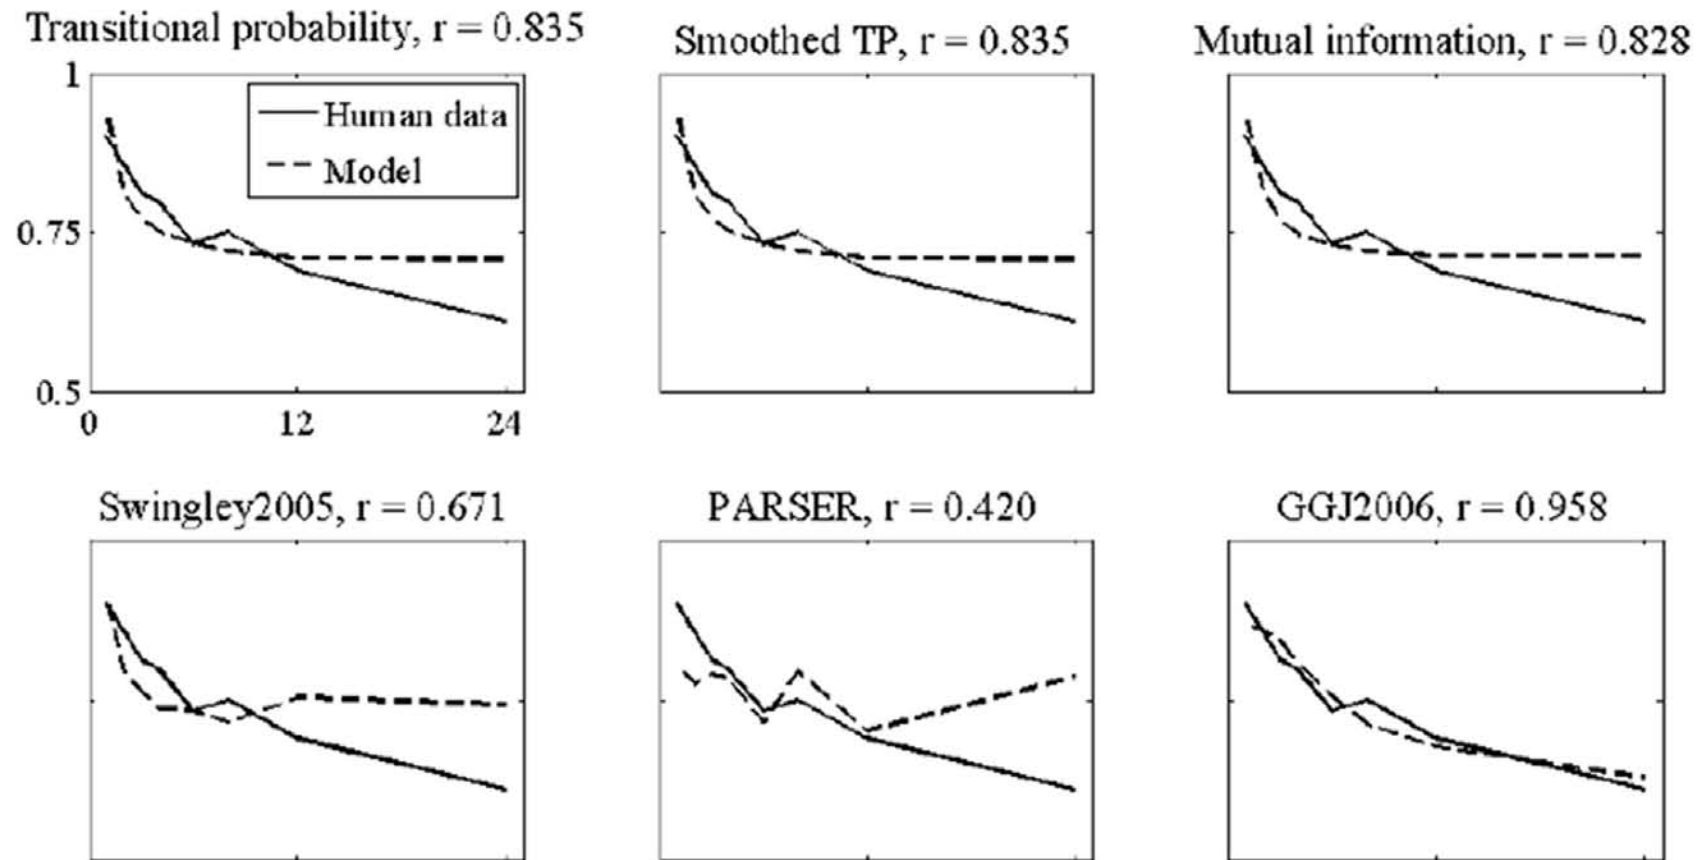 Transitional probability, r = 0.835
Smoothed TP, r = 0.835
Mutual information, r = 0.828
1
Human data
Model
0.75
0.5
0
12
24
Swingley2005, r = 0.671
PARSER, r = 0.420
GGJ2006, r = 0.958